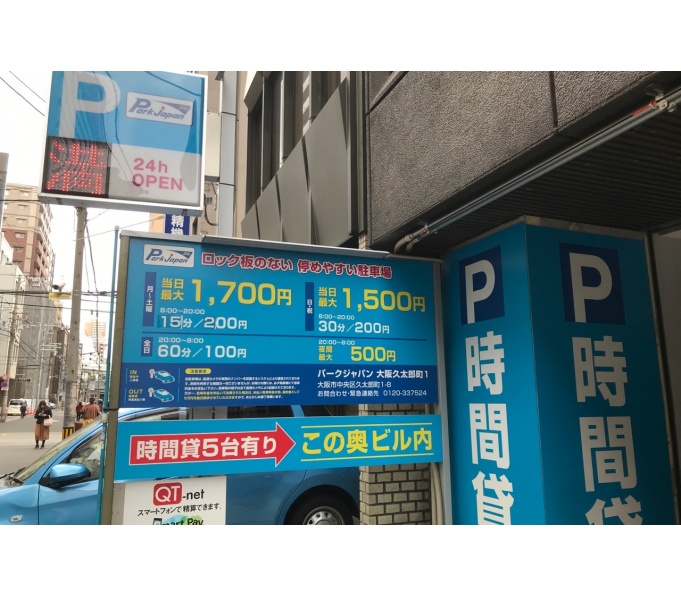 P
Park Japan
24h
OPEN
精機
Park Japan
ロック板のない 停めやすい駐車場
月〜土曜
当日
最大
1,700円
8:00〜20:00
15分/200円
日・祝
当日
最大
1,500円
8:00〜20:00
30分/200円
全日
20:00〜8:00
60分/100円
20:00〜8:00
夜間
最大
500円
IN
OUT
パークジャパン 大阪久太郎町1
大阪市中央区久太郎町1-8
お問合わせ・緊急連絡先 0120-337524
時間貸5台有り
この奥ビル内
QT-net
スマートフォンで精算できます。
Smart Pay
P
時間貸
P
時間貸